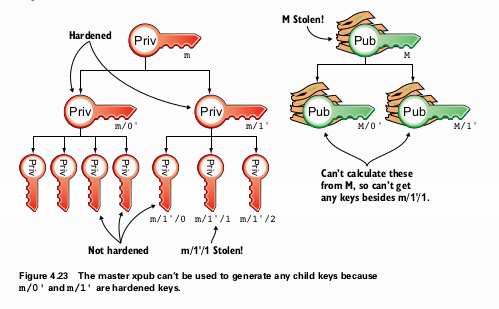 Hardened
Priv
m
M Stolen!
Pub
M
Priv
m/0'
Priv
m/1'
Pub
M/0'
Pub
M/1'
Priv
Priv
Priv
Priv
Priv
m/1'/0
Priv
m/1'/1
Priv
m/1'/2
Can't calculate these
from M, so can't get
any keys besides m/1'/1.
Not hardened
m/1'/1 Stolen!
Figure 4.23 The master xpub can't be used to generate any child keys because
m/0' and m/1' are hardened keys.